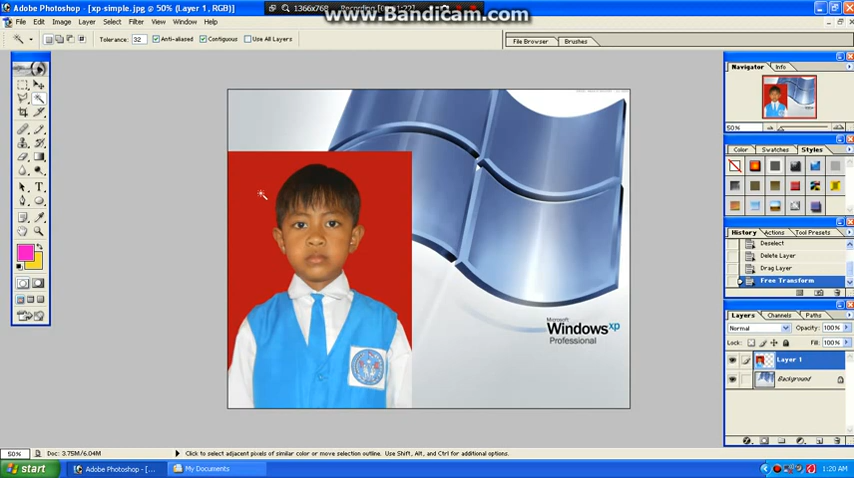 Adobe Photoshop - [xp-simple.jpg @ 50% (Layer 1, RGB)]
1366x768
www.Bandicam.com
File Edit Image Layer Select Filter View Window Help
Tolerance: 32 Anti-aliased Contiguous Use All Layers
File Browser Brushes
Navigator Info
50%
Color Swatches Styles
History Actions Tool Presets
Deselect
Delete Layer
Drag Layer
Free Transform
Layers Channels Paths
Normal Opacity: 100%
Lock: Fill: 100%
Layer 1
Background
Microsoft
Windows xp
Professional
50% Doc: 3.75M/6.04M Click to select adjacent pixels of similar color or move selection outline. Use Shift, Alt, and Ctrl for additional options.
start Adobe Photoshop - [... My Documents 1:20 AM